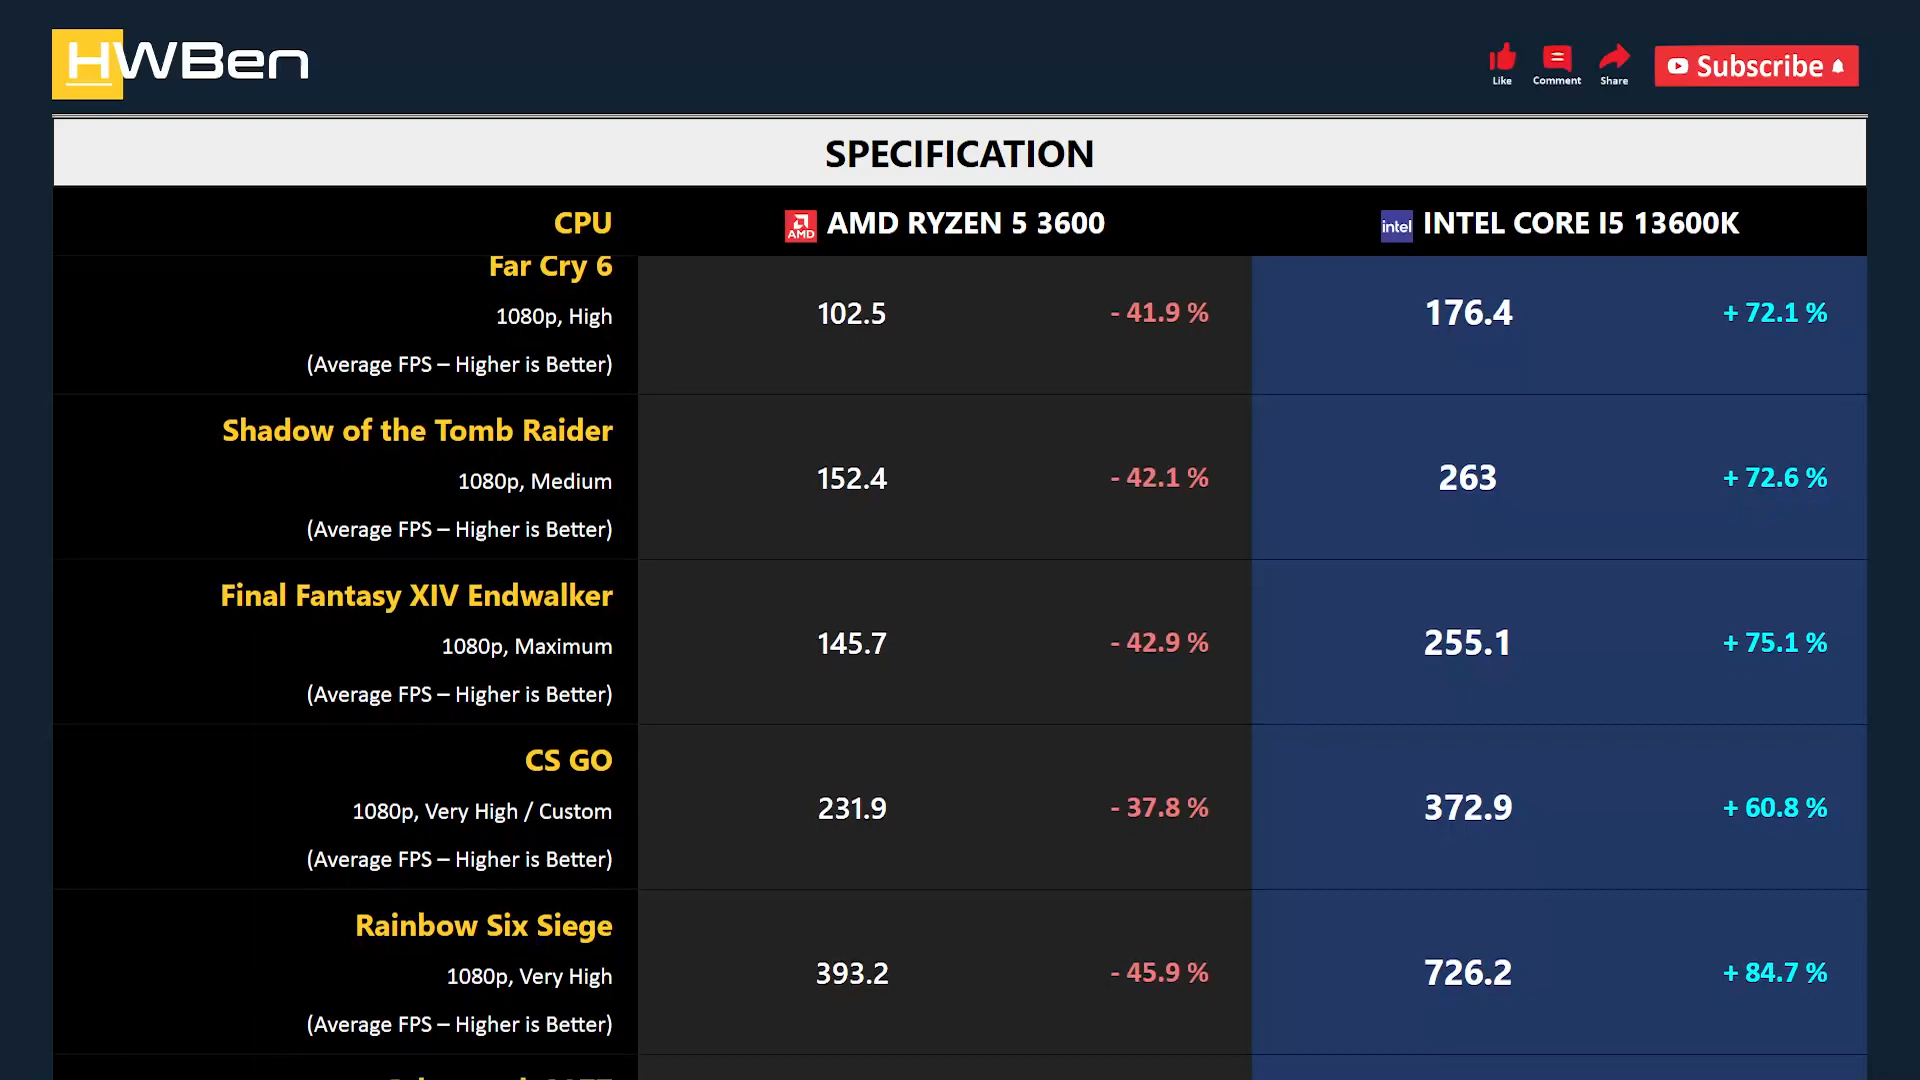 HWBen
Like
Comment
Share
Subscribe
SPECIFICATION
CPU
AMD
AMD RYZEN 5 3600
intel
INTEL CORE I5 13600K
Far Cry 6
1080p, High
(Average FPS – Higher is Better)
102.5
- 41.9 %
176.4
+ 72.1 %
Shadow of the Tomb Raider
1080p, Medium
(Average FPS – Higher is Better)
152.4
- 42.1 %
263
+ 72.6 %
Final Fantasy XIV Endwalker
1080p, Maximum
(Average FPS – Higher is Better)
145.7
- 42.9 %
255.1
+ 75.1 %
CS GO
1080p, Very High / Custom
(Average FPS – Higher is Better)
231.9
- 37.8 %
372.9
+ 60.8 %
Rainbow Six Siege
1080p, Very High
(Average FPS – Higher is Better)
393.2
- 45.9 %
726.2
+ 84.7 %